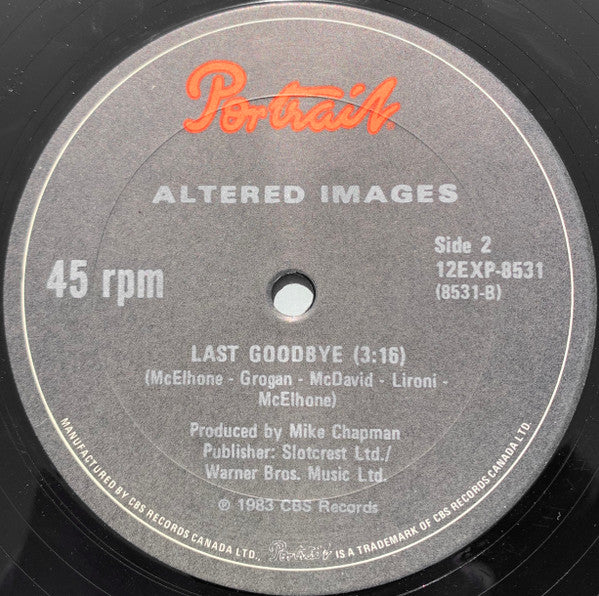 Portrait
ALTERED IMAGES
45 rpm
Side 2
12EXP-8531
(8531-B)
LAST GOODBYE (3:16)
(McElhone - Grogan - McDavid - Lironi -
McElhone)
Produced by Mike Chapman
Publisher: Slotcrest Ltd./
Warner Bros. Music Ltd.
© 1983 CBS Records
MANUFACTURED BY CBS RECORDS CANADA LTD., Portrait IS A TRADEMARK OF CBS RECORDS CANADA LTD.